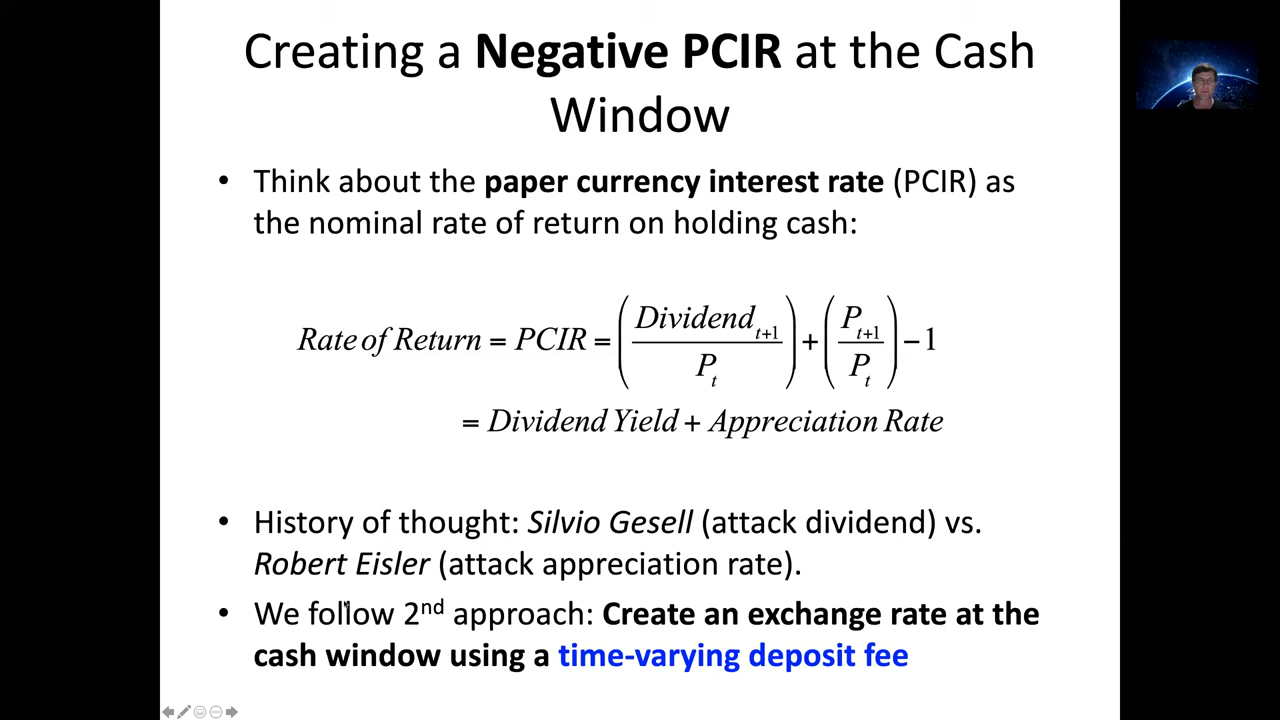 Creating a Negative PCIR at the Cash
Window
• Think about the paper currency interest rate (PCIR) as
the nominal rate of return on holding cash:
Rate of Return = PCIR = (Dividend_{t+1} / P_t) + (P_{t+1} / P_t) − 1
= Dividend Yield + Appreciation Rate
• History of thought: Silvio Gesell (attack dividend) vs.
Robert Eisler (attack appreciation rate).
• We follow 2nd approach: Create an exchange rate at the
cash window using a time-varying deposit fee